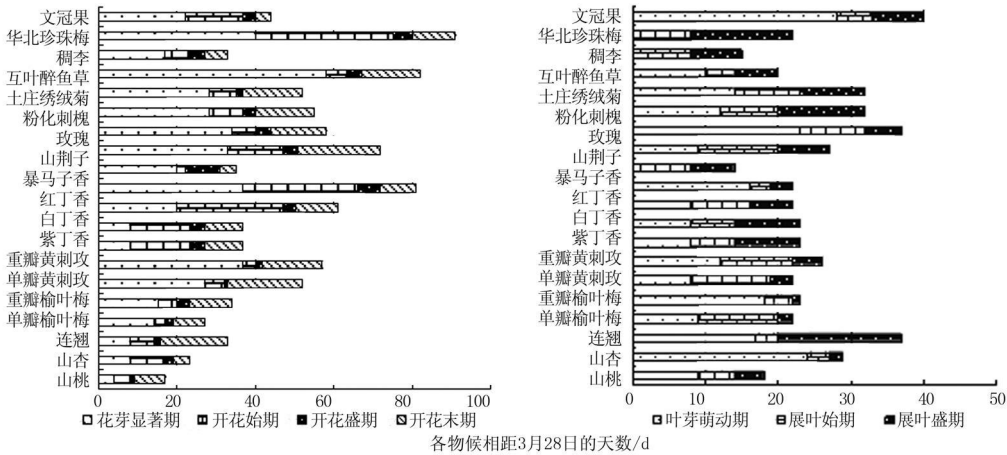 文冠果
华北珍珠梅
稠李
互叶醉鱼草
土庄绣绒菊
粉化刺槐
玫瑰
山荆子
暴马子香
红丁香
白丁香
紫丁香
重瓣黄刺攻
单瓣黄刺玫
重瓣榆叶梅
单瓣榆叶梅
连翘
山杏
山桃
0 20 40 60 80 100
花芽显著期 开花始期 开花盛期 开花末期
文冠果
华北珍珠梅
稠李
互叶醉鱼草
土庄绣绒菊
粉化刺槐
玫瑰
山荆子
暴马子香
红丁香
白丁香
紫丁香
重瓣黄刺攻
单瓣黄刺玫
重瓣榆叶梅
单瓣榆叶梅
连翘
山杏
山桃
0 10 20 30 40 50
叶芽萌动期 展叶始期 展叶盛期
各物候相距3月28日的天数/d